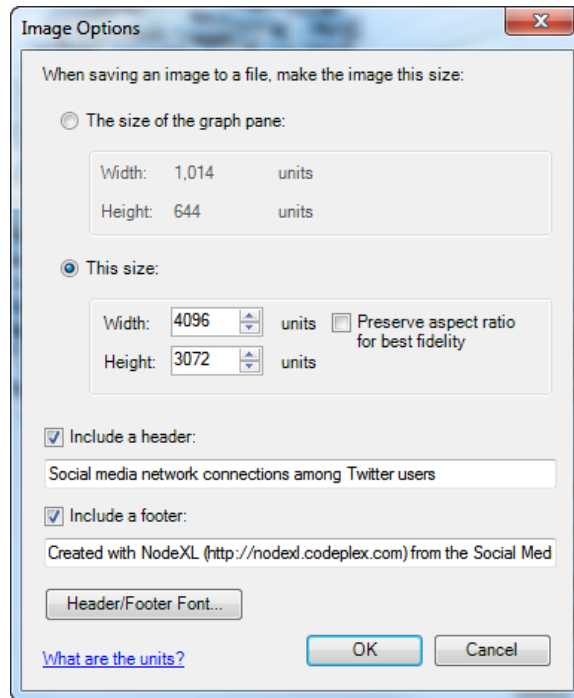 Image Options
When saving an image to a file, make the image this size:
The size of the graph pane:
Width: 1,014 units
Height: 644 units
This size:
Width: 4096 units Preserve aspect ratio
for best fidelity
Height: 3072 units
Include a header:
Social media network connections among Twitter users
Include a footer:
Created with NodeXL (http://nodexl.codeplex.com) from the Social Med
Header/Footer Font...
What are the units? OK Cancel